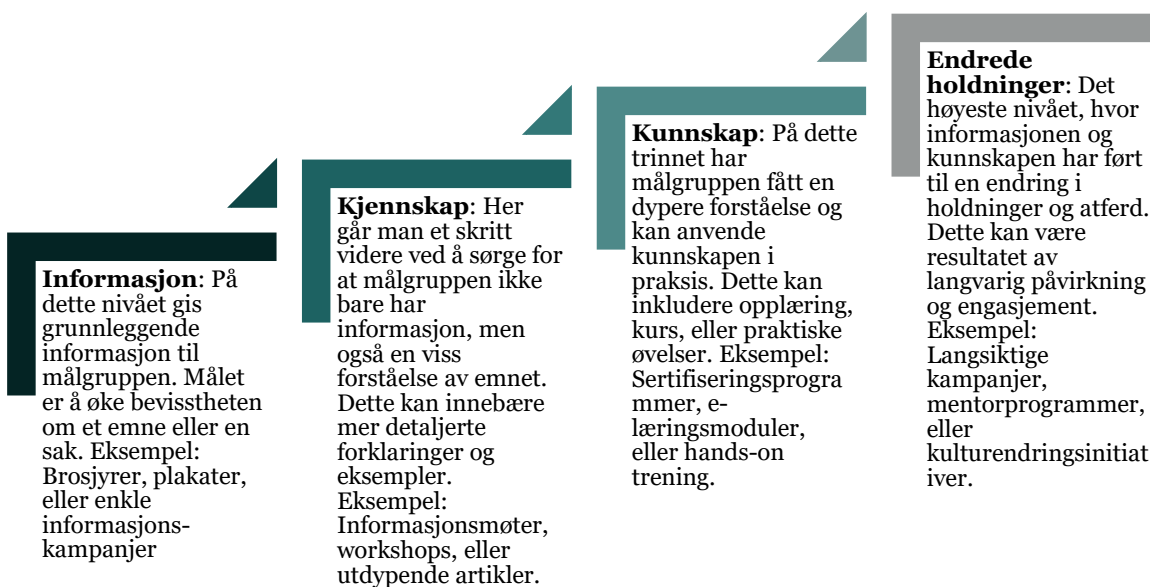 Informasjon: På
dette nivået gis
grunnleggende
informasjon til
målgruppen. Målet
er å øke bevisstheten
om et emne eller en
sak. Eksempel:
Brosjyrer, plakater,
eller enkle
informasjons-
kampanjer
Kjennskap: Her
går man et skritt
videre ved å sørge for
at målgruppen ikke
bare har
informasjon, men
også en viss
forståelse av emnet.
Dette kan innebære
mer detaljerte
forklaringer og
eksempler.
Eksempel:
Informasjonsmøter,
workshops, eller
utdypende artikler.
Kunnskap: På dette
trinnet har
målgruppen fått en
dypere forståelse og
kan anvende
kunnskapen i
praksis. Dette kan
inkludere opplæring,
kurs, eller praktiske
øvelser. Eksempel:
Sertifiseringsprogra
mmer, e-
læringsmoduler,
eller hands-on
trening.
Endrede
holdninger: Det
høyeste nivået, hvor
informasjonen og
kunnskapen har ført
til en endring i
holdninger og atferd.
Dette kan være
resultatet av
langvarig påvirkning
og engasjement.
Eksempel:
Langsiktige
kampanjer,
mentorprogrammer,
eller
kulturendringsinitiat
iver.